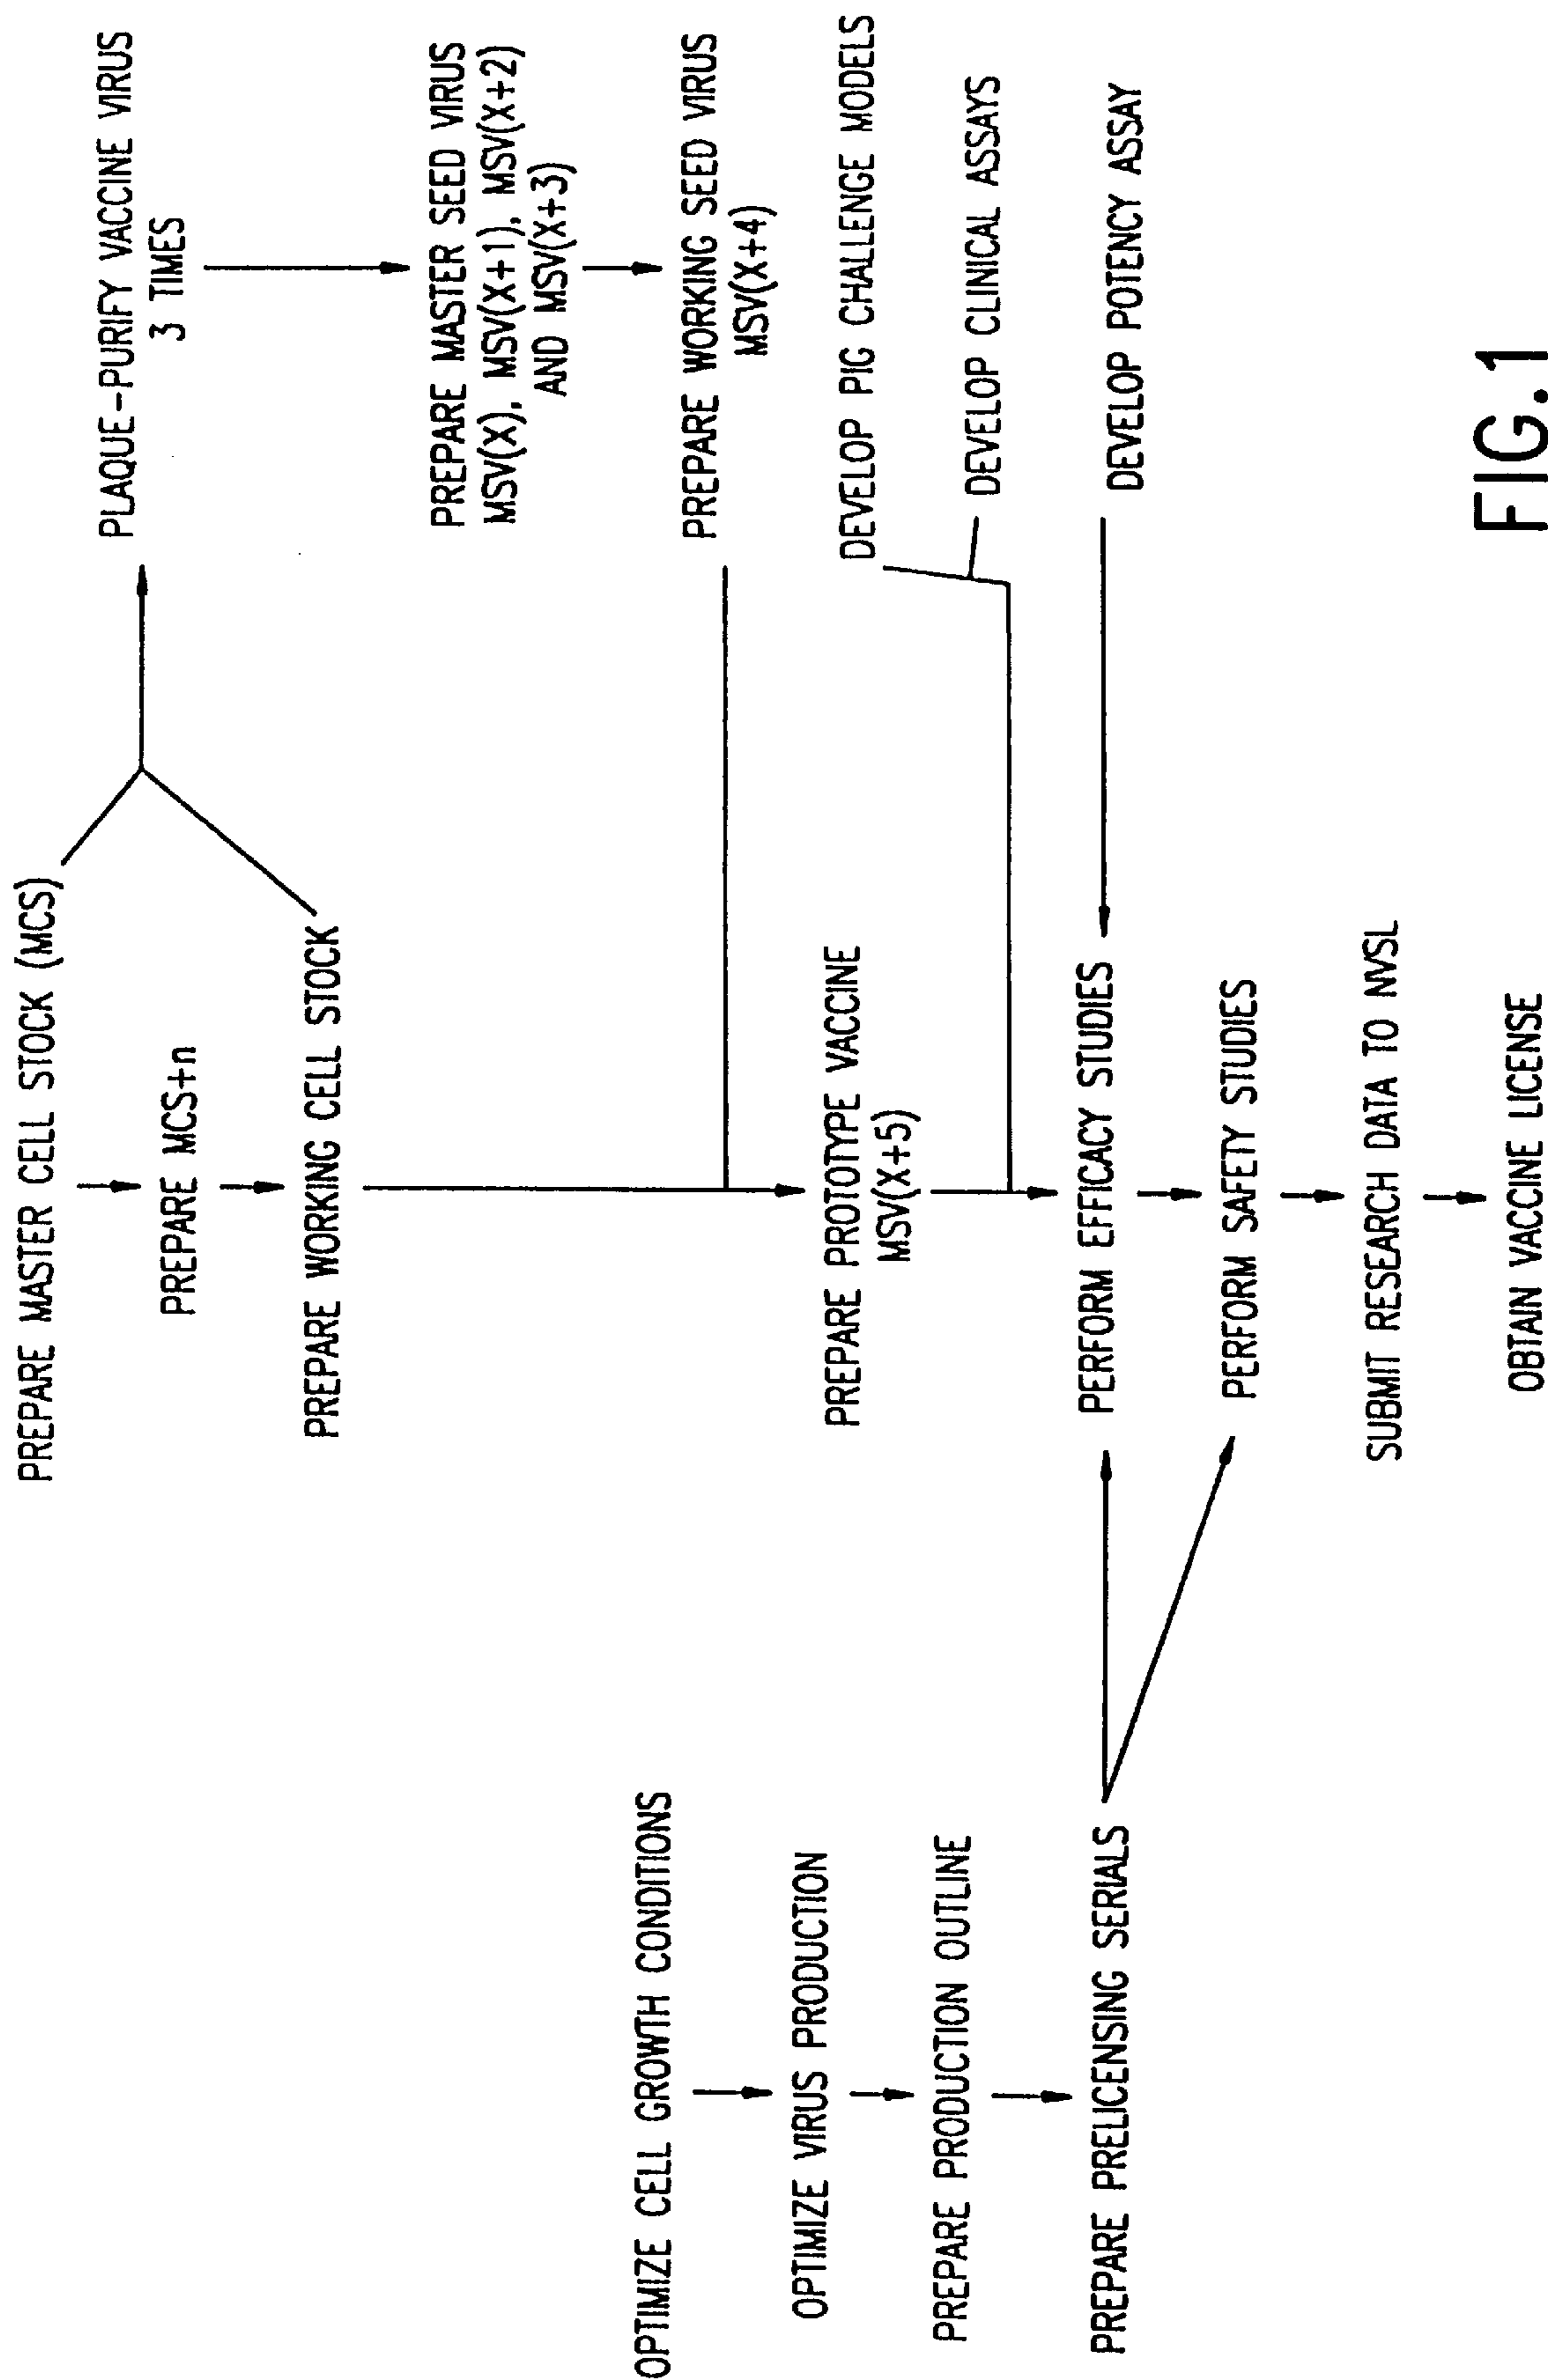 PREPARE MASTER CELL STOCK (MCS)
PREPARE MCS+n
PREPARE WORKING CELL STOCK
PLAQUE-PURIFY VACCINE VIRUS
3 TIMES
PREPARE MASTER SEED VIRUS
MSV(X), MSV(X+1), MSV(X+2)
AND MSV(X+3)
PREPARE WORKING SEED VIRUS
MSV(X+4)
OPTIMIZE CELL GROWTH CONDITIONS
OPTIMIZE VIRUS PRODUCTION
PREPARE PRODUCTION OUTLINE
PREPARE PRELICENSING SERIALS
PREPARE PROTOTYPE VACCINE
MSV(X+5)
DEVELOP PIG CHALLENGE MODELS
DEVELOP CLINICAL ASSAYS
DEVELOP POTENCY ASSAY
PERFORM EFFICACY STUDIES
PERFORM SAFETY STUDIES
SUBMIT RESEARCH DATA TO NVSL
OBTAIN VACCINE LICENSE
FIG.1